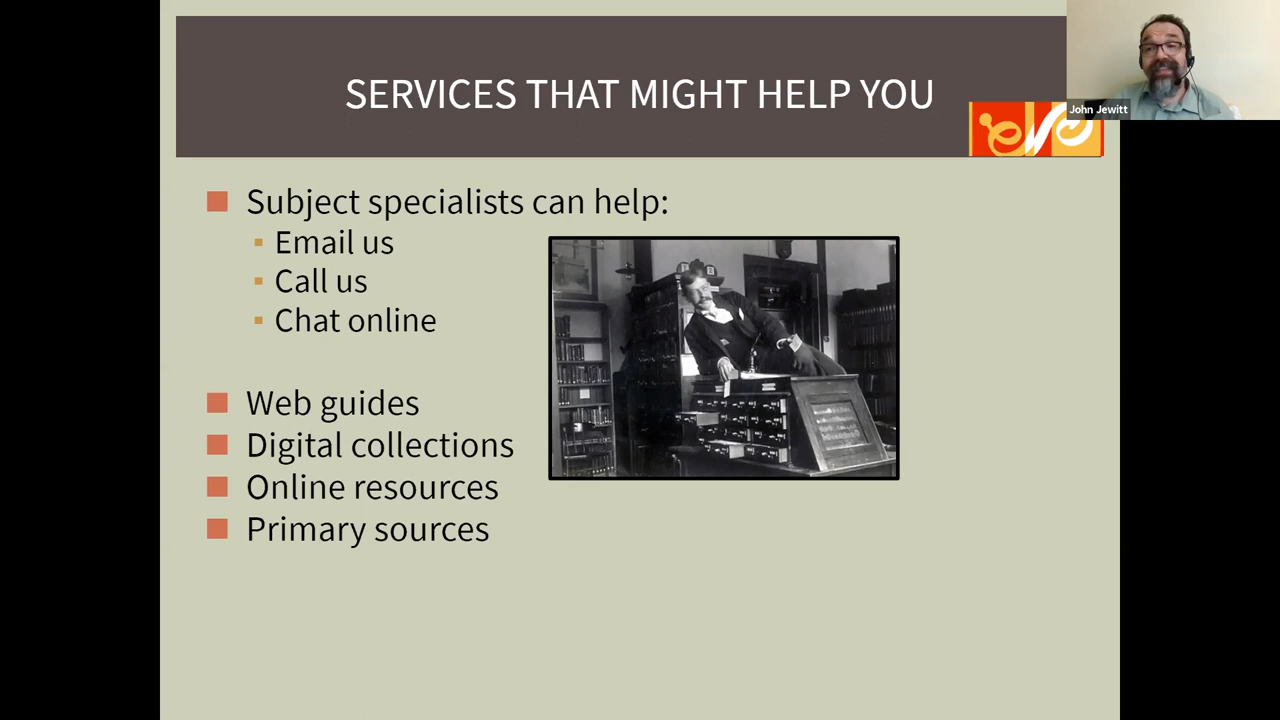 SERVICES THAT MIGHT HELP YOU
John Jewitt
Subject specialists can help:
Email us
Call us
Chat online
Web guides
Digital collections
Online resources
Primary sources